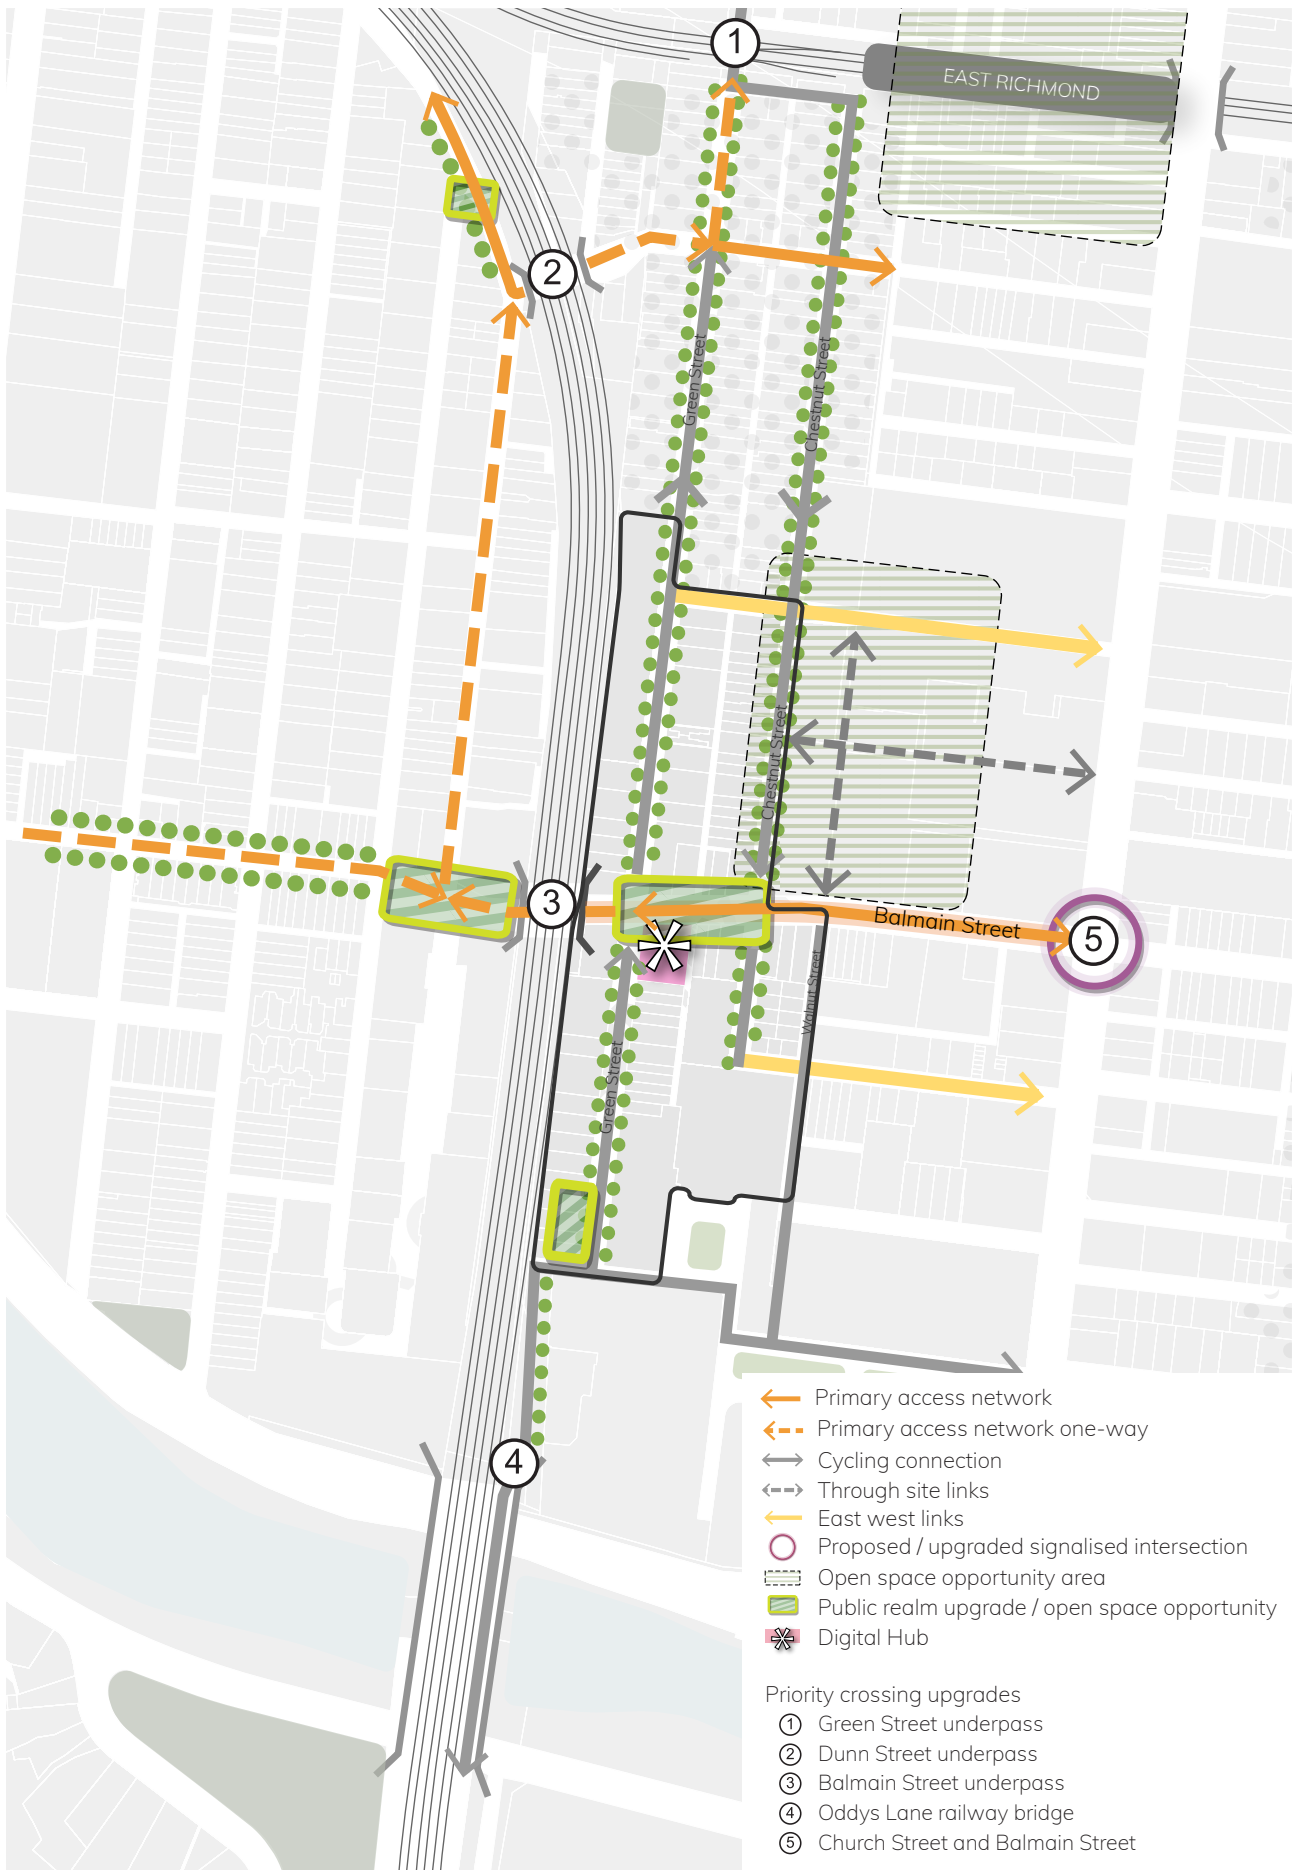 1
EAST RICHMOND
2
Green Street
Chestnut Street
Chestnut Street
3
Balmain Street
5
Walnut Street
Green Street
4
Primary access network
Primary access network one-way
Cycling connection
Through site links
East west links
Proposed / upgraded signalised intersection
Open space opportunity area
Public realm upgrade / open space opportunity
Digital Hub
Priority crossing upgrades
1 Green Street underpass
2 Dunn Street underpass
3 Balmain Street underpass
4 Oddys Lane railway bridge
5 Church Street and Balmain Street